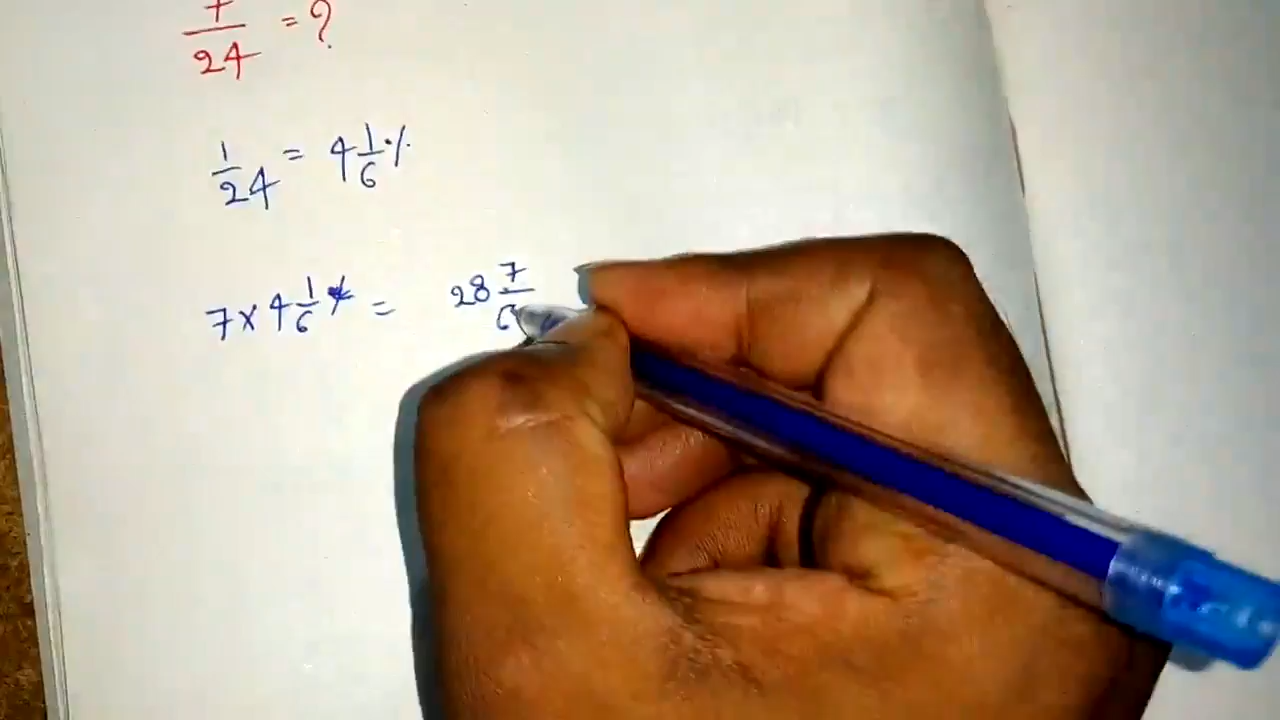 7/24 = ?
1/24 = 4 1/6 %
7 x 4 1/6 % = 28 7/6